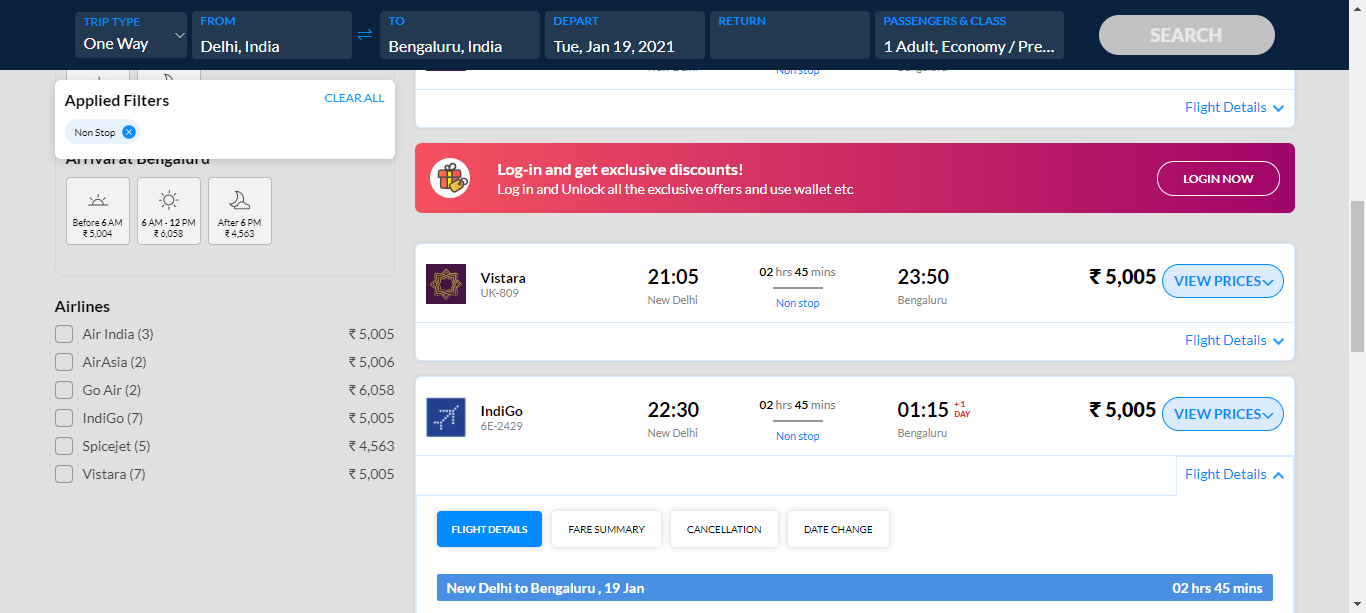 TRIP TYPE
One Way
FROM
Delhi, India
TO
Bengaluru, India
DEPART
Tue, Jan 19, 2021
RETURN
PASSENGERS & CLASS
1 Adult, Economy / Pre...
SEARCH
Applied Filters
CLEAR ALL
Non Stop
Arrival at Bengaluru
Before 6 AM
₹ 5,004
6 AM - 12 PM
₹ 6,058
After 6 PM
₹ 4,563
Airlines
Air India (3) ₹ 5,005
AirAsia (2) ₹ 5,006
Go Air (2) ₹ 6,058
IndiGo (7) ₹ 5,005
Spicejet (5) ₹ 4,563
Vistara (7) ₹ 5,005
Non stop
Flight Details
Log-in and get exclusive discounts!
Log in and Unlock all the exclusive offers and use wallet etc
LOGIN NOW
Vistara
UK-809
21:05
New Delhi
02 hrs 45 mins
Non stop
23:50
Bengaluru
₹ 5,005
VIEW PRICES
Flight Details
IndiGo
6E-2429
22:30
New Delhi
02 hrs 45 mins
Non stop
01:15
+1
DAY
Bengaluru
₹ 5,005
VIEW PRICES
Flight Details
FLIGHT DETAILS
FARE SUMMARY
CANCELLATION
DATE CHANGE
New Delhi to Bengaluru , 19 Jan
02 hrs 45 mins